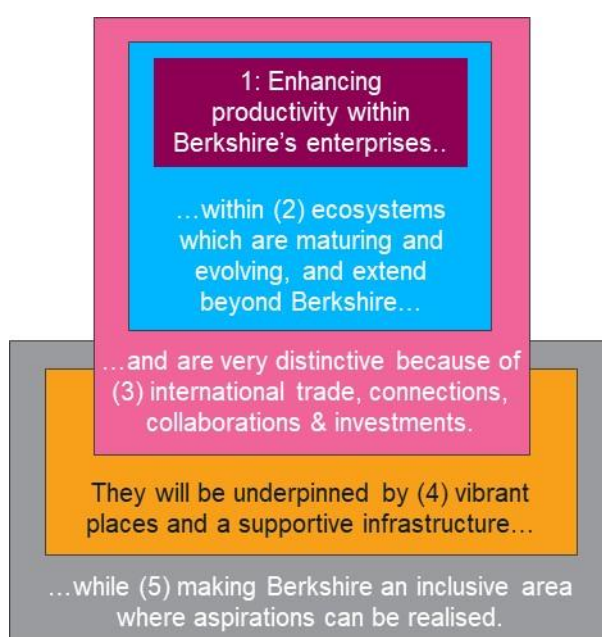 1: Enhancing
productivity within
Berkshire's enterprises..
…within (2) ecosystems
which are maturing and
evolving, and extend
beyond Berkshire…
…and are very distinctive because of
(3) international trade, connections,
collaborations & investments.
They will be underpinned by (4) vibrant
places and a supportive infrastructure…
…while (5) making Berkshire an inclusive area
where aspirations can be realised.